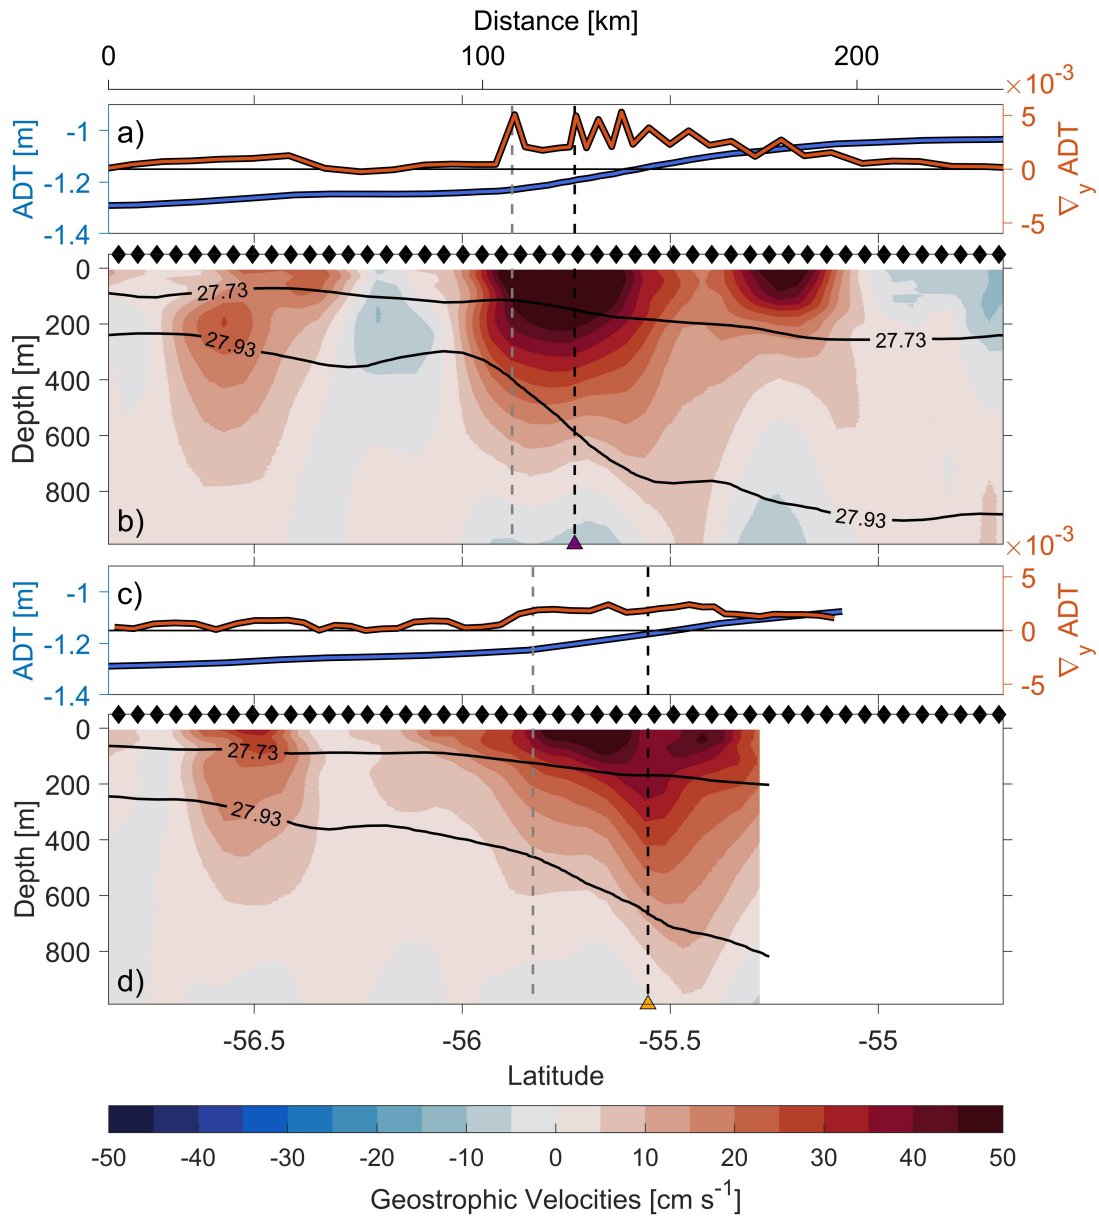 Distance [km]
0 100 200
×10⁻³
a)
ADT [m]
-1
-1.2
-1.4
5
0
-5
∇y ADT
b)
Depth [m]
0
200
400
600
800
27.73
27.93
27.73
27.93
×10⁻³
c)
ADT [m]
-1
-1.2
-1.4
5
0
-5
∇y ADT
d)
Depth [m]
0
200
400
600
800
27.73
27.93
-56.5 -56 -55.5 -55
Latitude
-50 -40 -30 -20 -10 0 10 20 30 40 50
Geostrophic Velocities [cm s⁻¹]